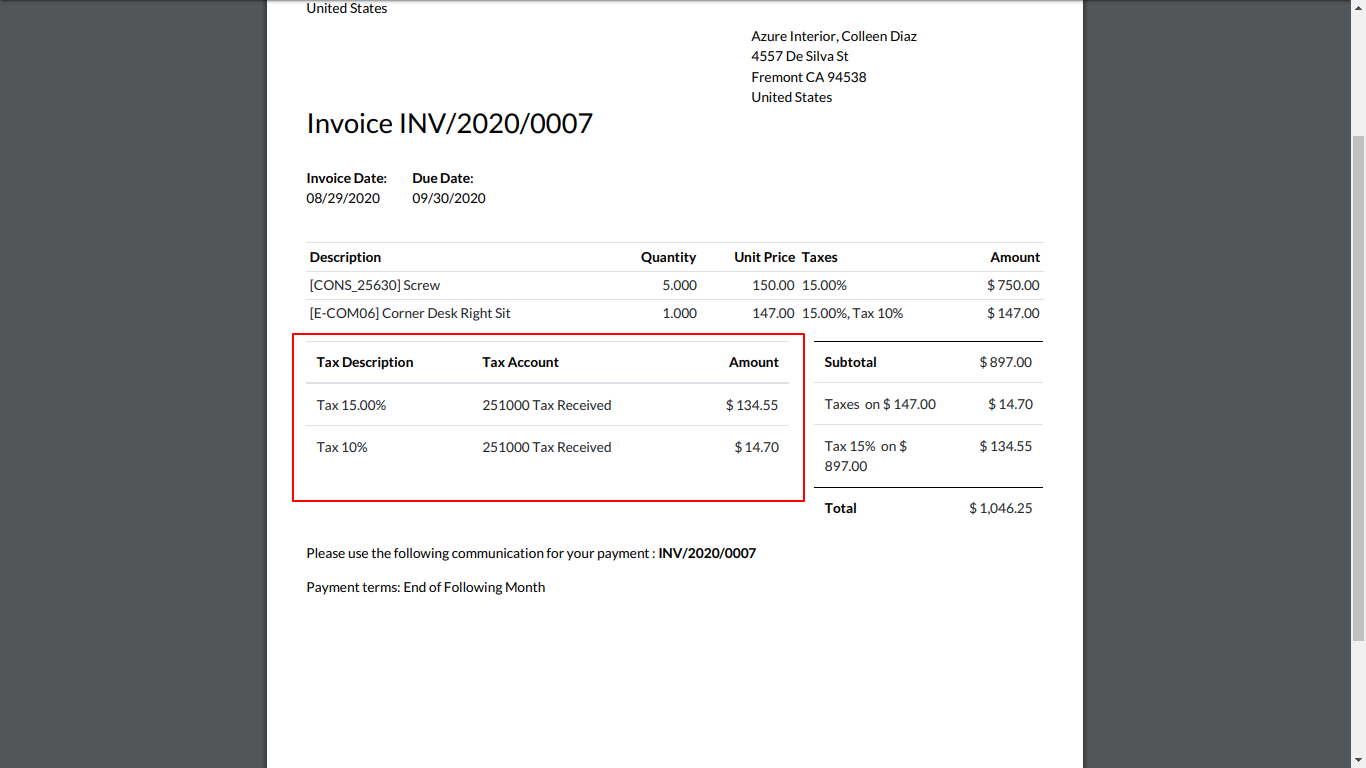 United States
Azure Interior, Colleen Diaz
4557 De Silva St
Fremont CA 94538
United States
Invoice INV/2020/0007
Invoice Date: Due Date:
08/29/2020 09/30/2020
Description Quantity Unit Price Taxes Amount
[CONS_25630] Screw 5.000 150.00 15.00% $ 750.00
[E-COM06] Corner Desk Right Sit 1.000 147.00 15.00%, Tax 10% $ 147.00
Tax Description Tax Account Amount
Tax 15.00% 251000 Tax Received $ 134.55
Tax 10% 251000 Tax Received $ 14.70
Subtotal $ 897.00
Taxes on $ 147.00 $ 14.70
Tax 15% on $ $ 134.55
897.00
Total $ 1,046.25
Please use the following communication for your payment : INV/2020/0007
Payment terms: End of Following Month